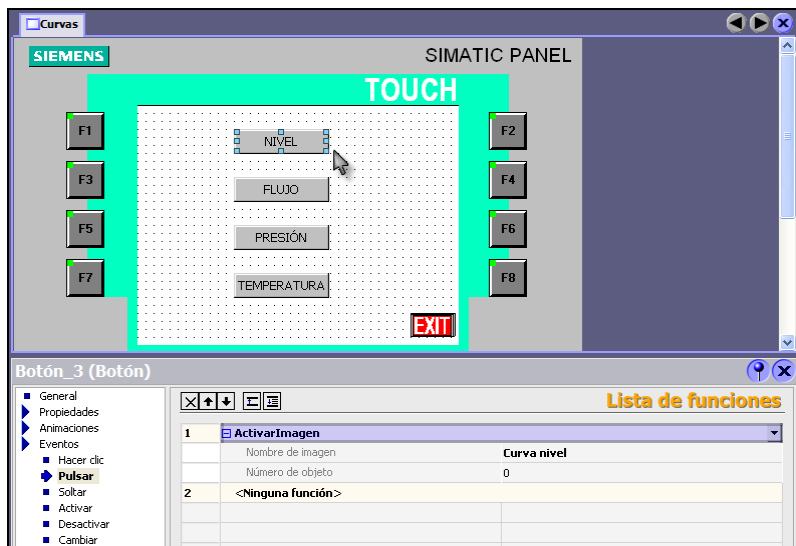 Curvas
SIEMENS
SIMATIC PANEL
TOUCH
F1
F2
NIVEL
F3
F4
FLUJO
F5
F6
PRESIÓN
F7
F8
TEMPERATURA
EXIT
Botón_3 (Botón)
General
Propiedades
Animaciones
Eventos
Hacer clic
Pulsar
Soltar
Activar
Desactivar
Cambiar
Lista de funciones
1 ActivarImagen
Nombre de imagen Curva nivel
Número de objeto 0
2 <Ninguna función>